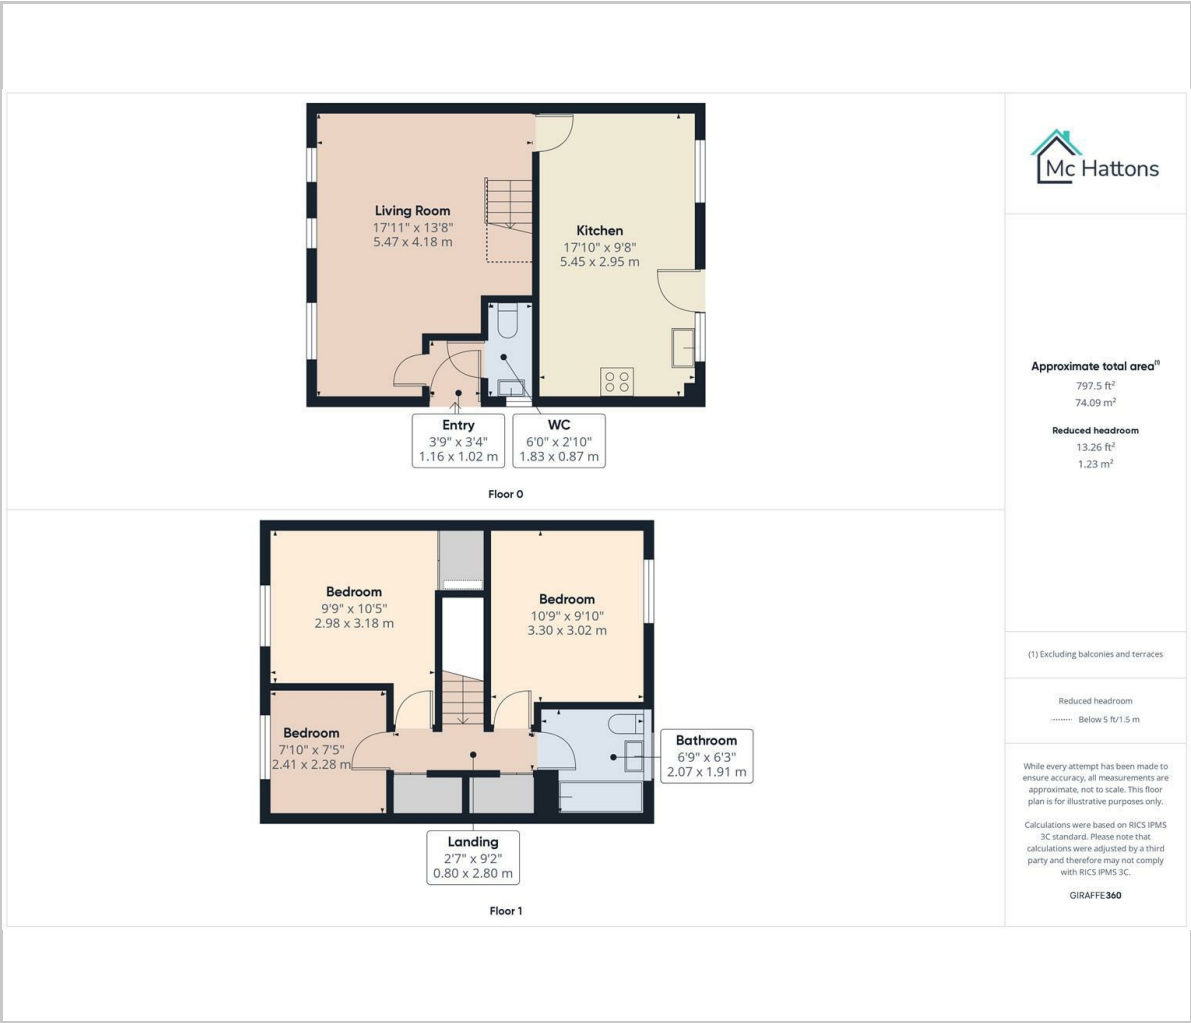 Living Room
17'11" x 13'8"
5.47 x 4.18 m
Kitchen
17'10" x 9'8"
5.45 x 2.95 m
Entry
3'9" x 3'4"
1.16 x 1.02 m
WC
6'0" x 2'10"
1.83 x 0.87 m
Floor 0
Bedroom
9'9" x 10'5"
2.98 x 3.18 m
Bedroom
10'9" x 9'10"
3.30 x 3.02 m
Bedroom
7'10" x 7'5"
2.41 x 2.28 m
Bathroom
6'9" x 6'3"
2.07 x 1.91 m
Landing
2'7" x 9'2"
0.80 x 2.80 m
Floor 1
Mc Hattons
Approximate total area⁽¹⁾
797.5 ft²
74.09 m²
Reduced headroom
13.26 ft²
1.23 m²
(1) Excluding balconies and terraces
Reduced headroom
Below 5 ft/1.5 m
While every attempt has been made to
ensure accuracy, all measurements are
approximate, not to scale. This floor
plan is for illustrative purposes only.
Calculations were based on RICS IPMS
3C standard. Please note that
calculations were adjusted by a third
party and therefore may not comply
with RICS IPMS 3C.
GIRAFFE360